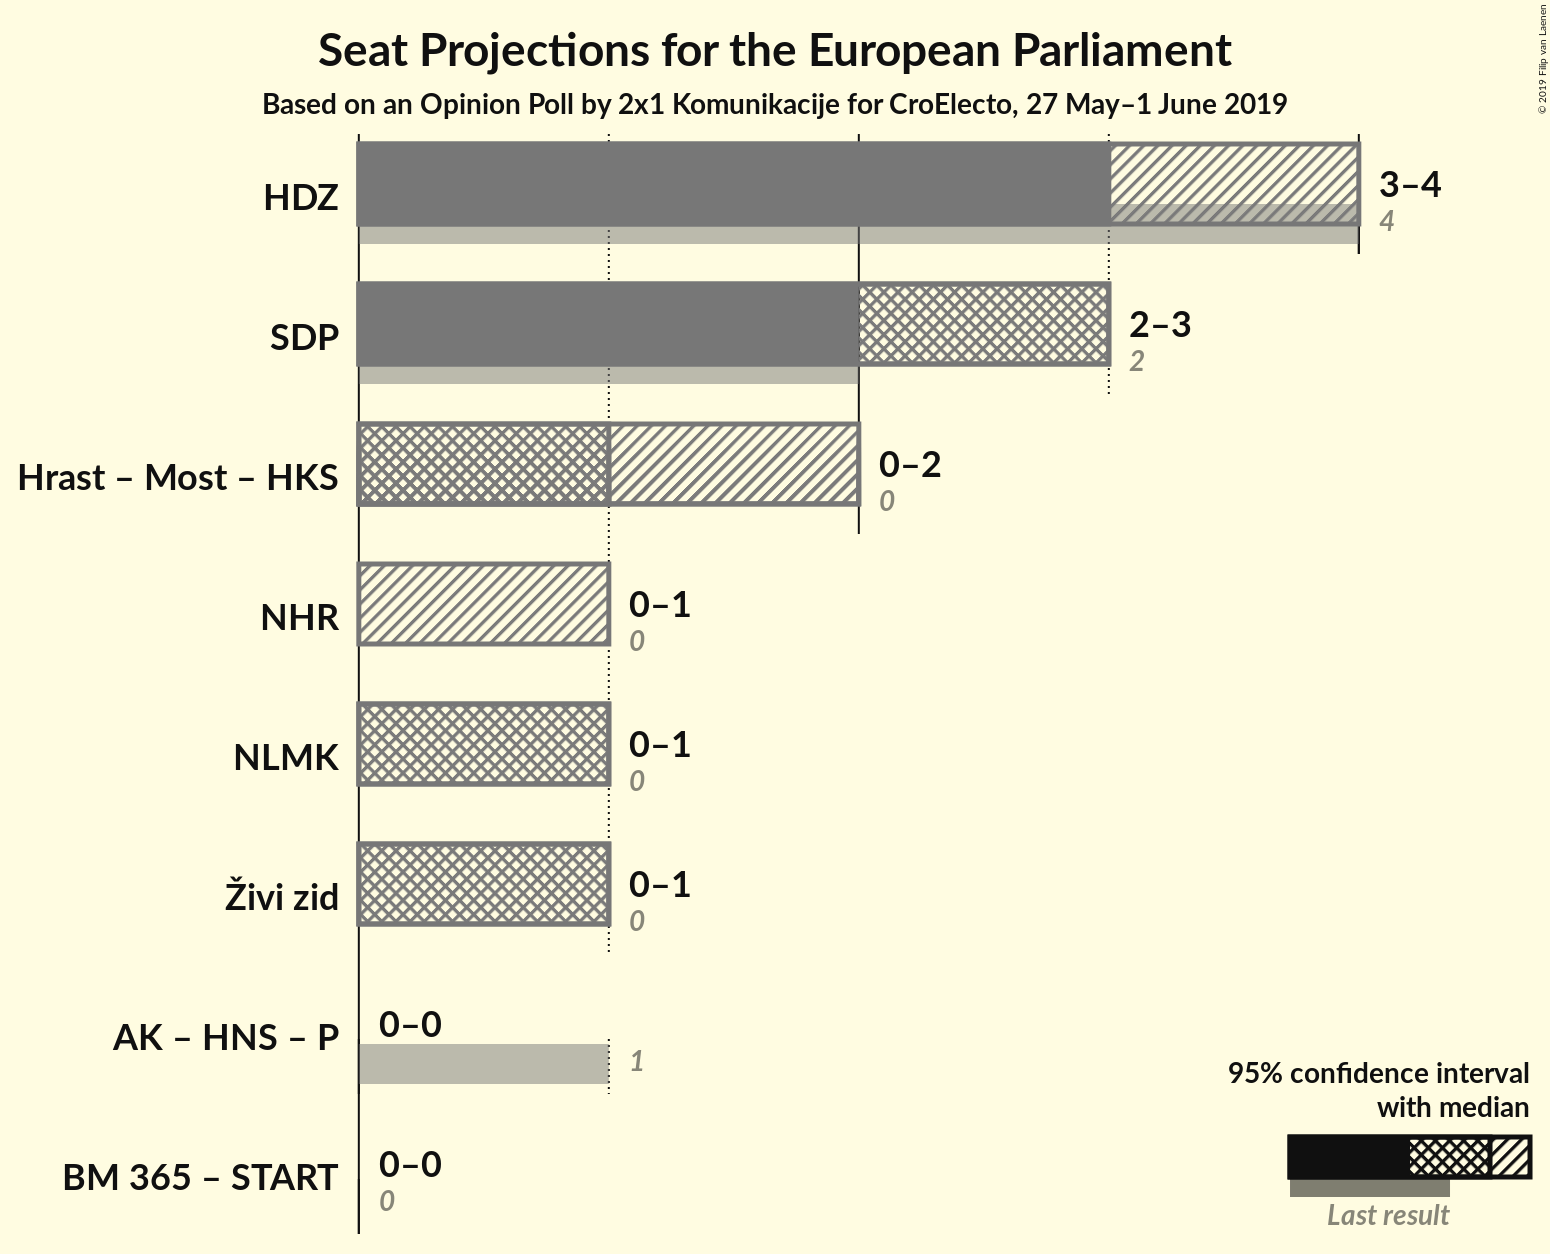 Seat Projections for the European Parliament
Based on an Opinion Poll by 2x1 Komunikacije for CroElecto, 27 May–1 June 2019
© 2019 Filip van Laenen
HDZ
3–4
4
SDP
2–3
2
Hrast – Most – HKS
0–2
0
NHR
0–1
0
NLMK
0–1
0
Živi zid
0–1
0
AK – HNS – P
0–0
1
BM 365 – START
0–0
0
95% confidence interval
with median
Last result